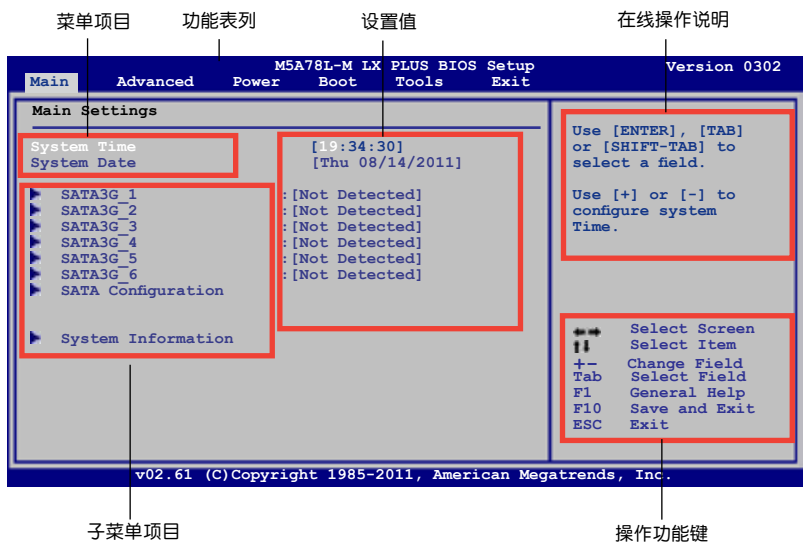 菜单项目 功能表列 设置值 在线操作说明
M5A78L-M LX PLUS BIOS Setup Version 0302
Main Advanced Power Boot Tools Exit
Main Settings
System Time [19:34:30]
System Date [Thu 08/14/2011]
SATA3G_1 :[Not Detected]
SATA3G_2 :[Not Detected]
SATA3G_3 :[Not Detected]
SATA3G_4 :[Not Detected]
SATA3G_5 :[Not Detected]
SATA3G_6 :[Not Detected]
SATA Configuration
System Information
Use [ENTER], [TAB]
or [SHIFT-TAB] to
select a field.
Use [+] or [-] to
configure system
Time.
←→ Select Screen
↑↓ Select Item
+- Change Field
Tab Select Field
F1 General Help
F10 Save and Exit
ESC Exit
v02.61 (C)Copyright 1985-2011, American Megatrends, Inc.
子菜单项目 操作功能键